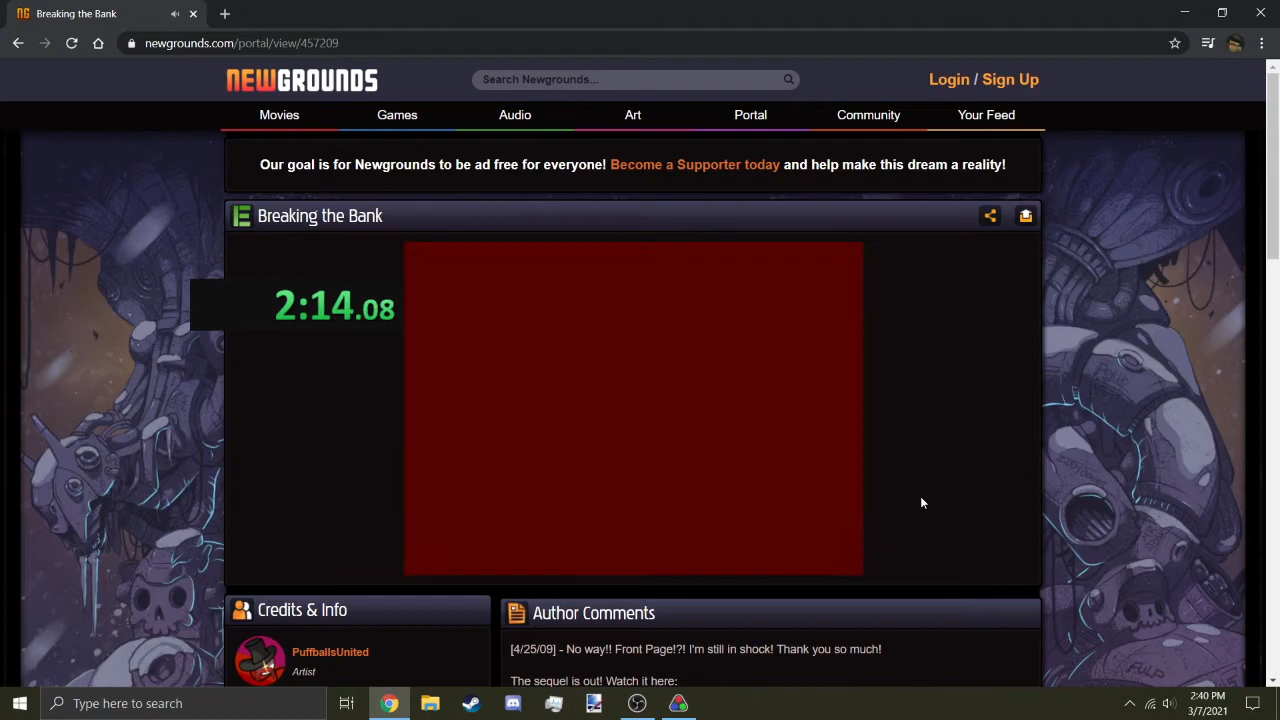 Breaking the Bank
newgrounds.com/portal/view/457209
NEWGROUNDS
Search Newgrounds...
Login / Sign Up
Movies
Games
Audio
Art
Portal
Community
Your Feed
Our goal is for Newgrounds to be ad free for everyone! Become a Supporter today and help make this dream a reality!
E Breaking the Bank
2:14.08
Credits & Info
PuffballsUnited
Artist
Author Comments
[4/25/09] - No way!! Front Page!?! I'm still in shock! Thank you so much!
The sequel is out! Watch it here:
Type here to search
2:40 PM
3/7/2021